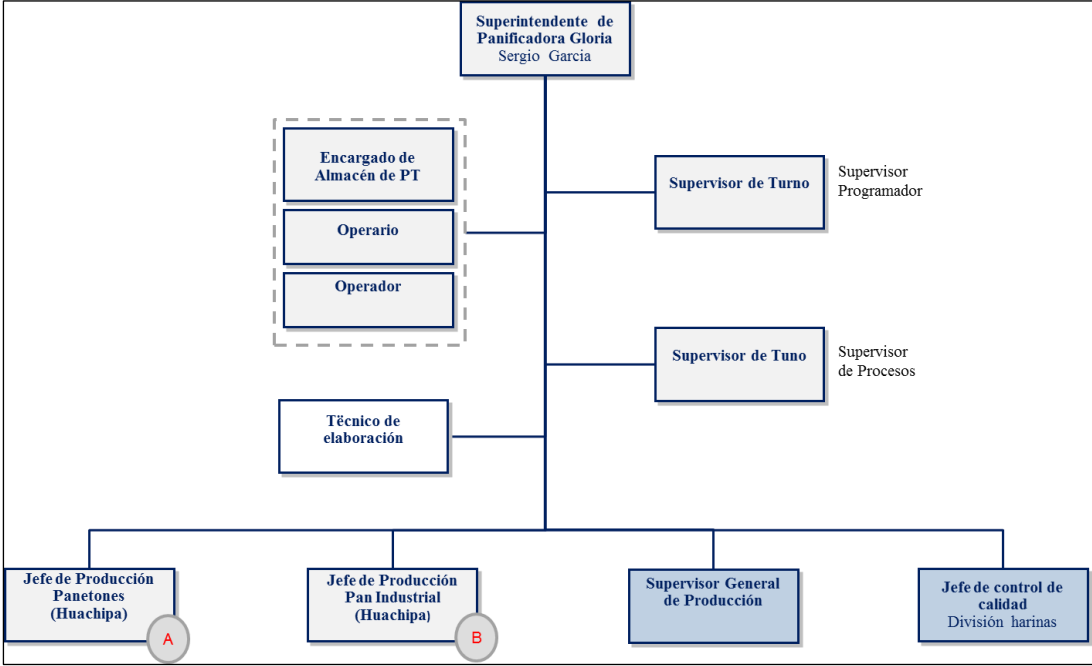 Superintendente de
Panificadora Gloria
Sergio Garcia
Encargado de
Almacén de PT
Operario
Operador
Supervisor de Turno
Supervisor
Programador
Supervisor de Tuno
Supervisor
de Procesos
Tëcnico de
elaboración
Jefe de Producción
Panetones
(Huachipa)
A
Jefe de Producción
Pan Industrial
(Huachipa)
B
Supervisor General
de Producción
Jefe de control de
calidad
División harinas